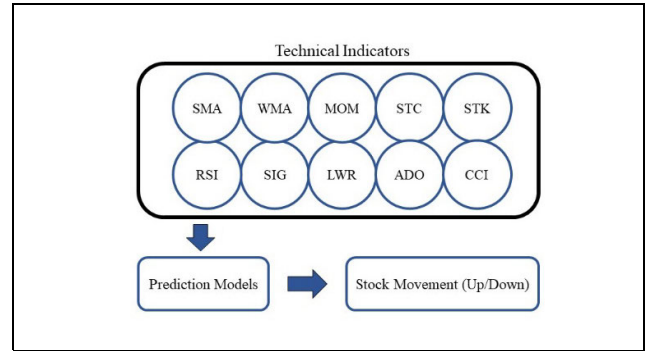 Technical Indicators
SMA WMA MOM STC STK
RSI SIG LWR ADO CCI
Prediction Models Stock Movement (Up/Down)